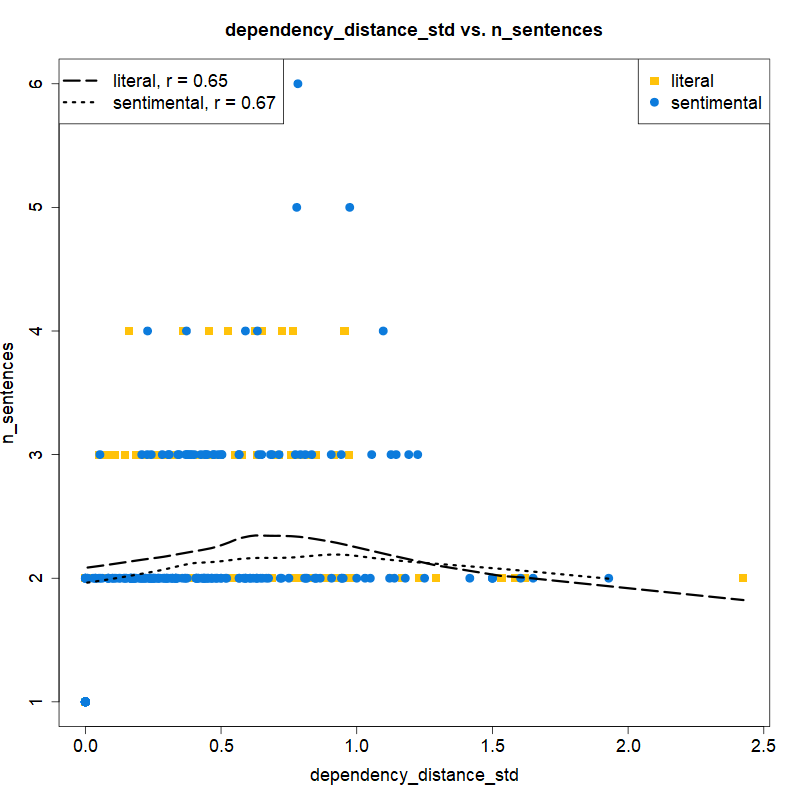 dependency_distance_std vs. n_sentences
literal, r = 0.65
sentimental, r = 0.67
literal
sentimental
6
5
4
3
2
1
n_sentences
0.0 0.5 1.0 1.5 2.0 2.5
dependency_distance_std